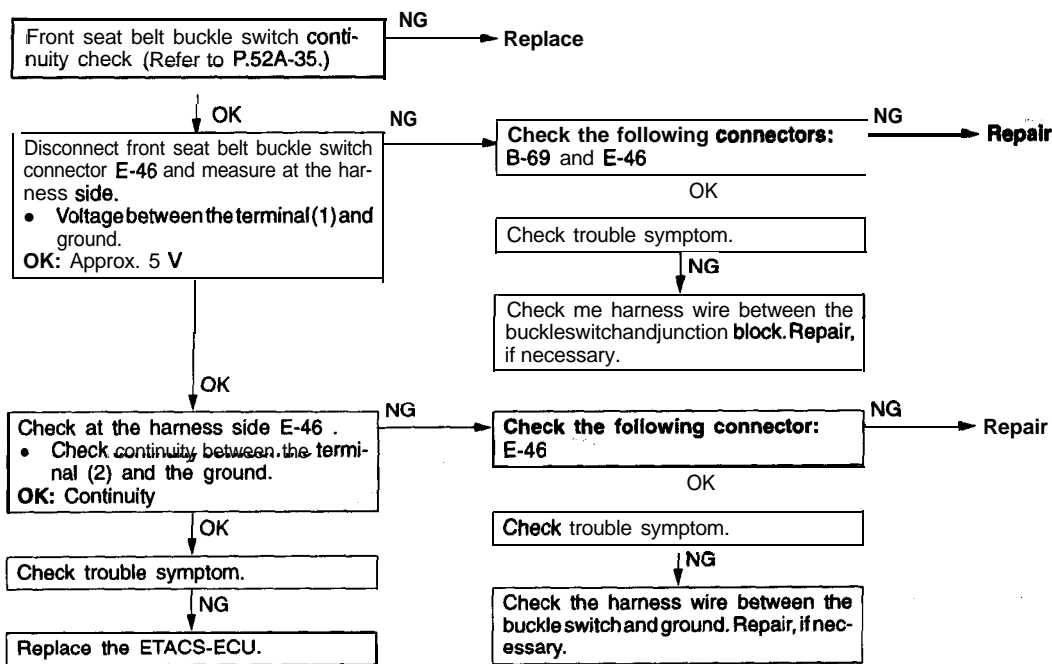 NG
Front seat belt buckle switch conti-
nuity check (Refer to P.52A-35.)
Replace
OK
NG
NG
Disconnect front seat belt buckle switch
connector E-46 and measure at the har-
ness side.
• Voltage between the terminal (1) and
ground.
OK: Approx. 5 V
Check the following connectors:
B-69 and E-46
Repair
OK
Check trouble symptom.
NG
Check me harness wire between the
buckle switch and junction block. Repair,
if necessary.
OK
NG
NG
Check at the harness side E-46 .
• Check continuity between the termi-
nal (2) and the ground.
OK: Continuity
Check the following connector:
E-46
Repair
OK
OK
Check trouble symptom.
Check trouble symptom.
NG
NG
Replace the ETACS-ECU.
Check the harness wire between the
buckle switch and ground. Repair, if nec-
essary.